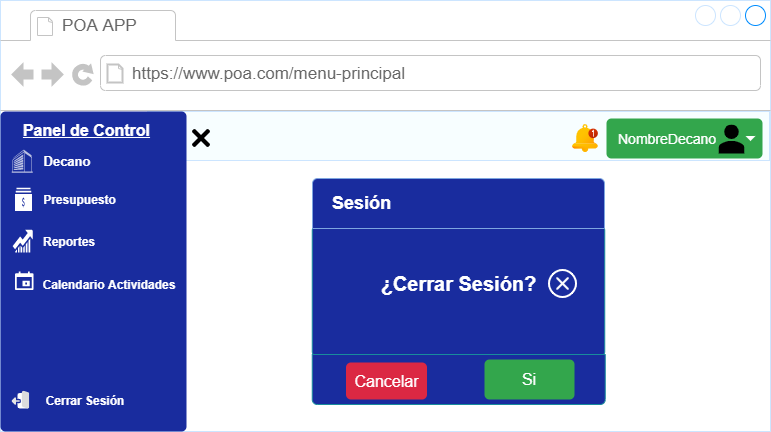 POA APP
https://www.poa.com/menu-principal
Panel de Control
Decano
Presupuesto
Reportes
Calendario Actividades
Cerrar Sesión
1
NombreDecano
Sesión
¿Cerrar Sesión?
Cancelar
Si
$